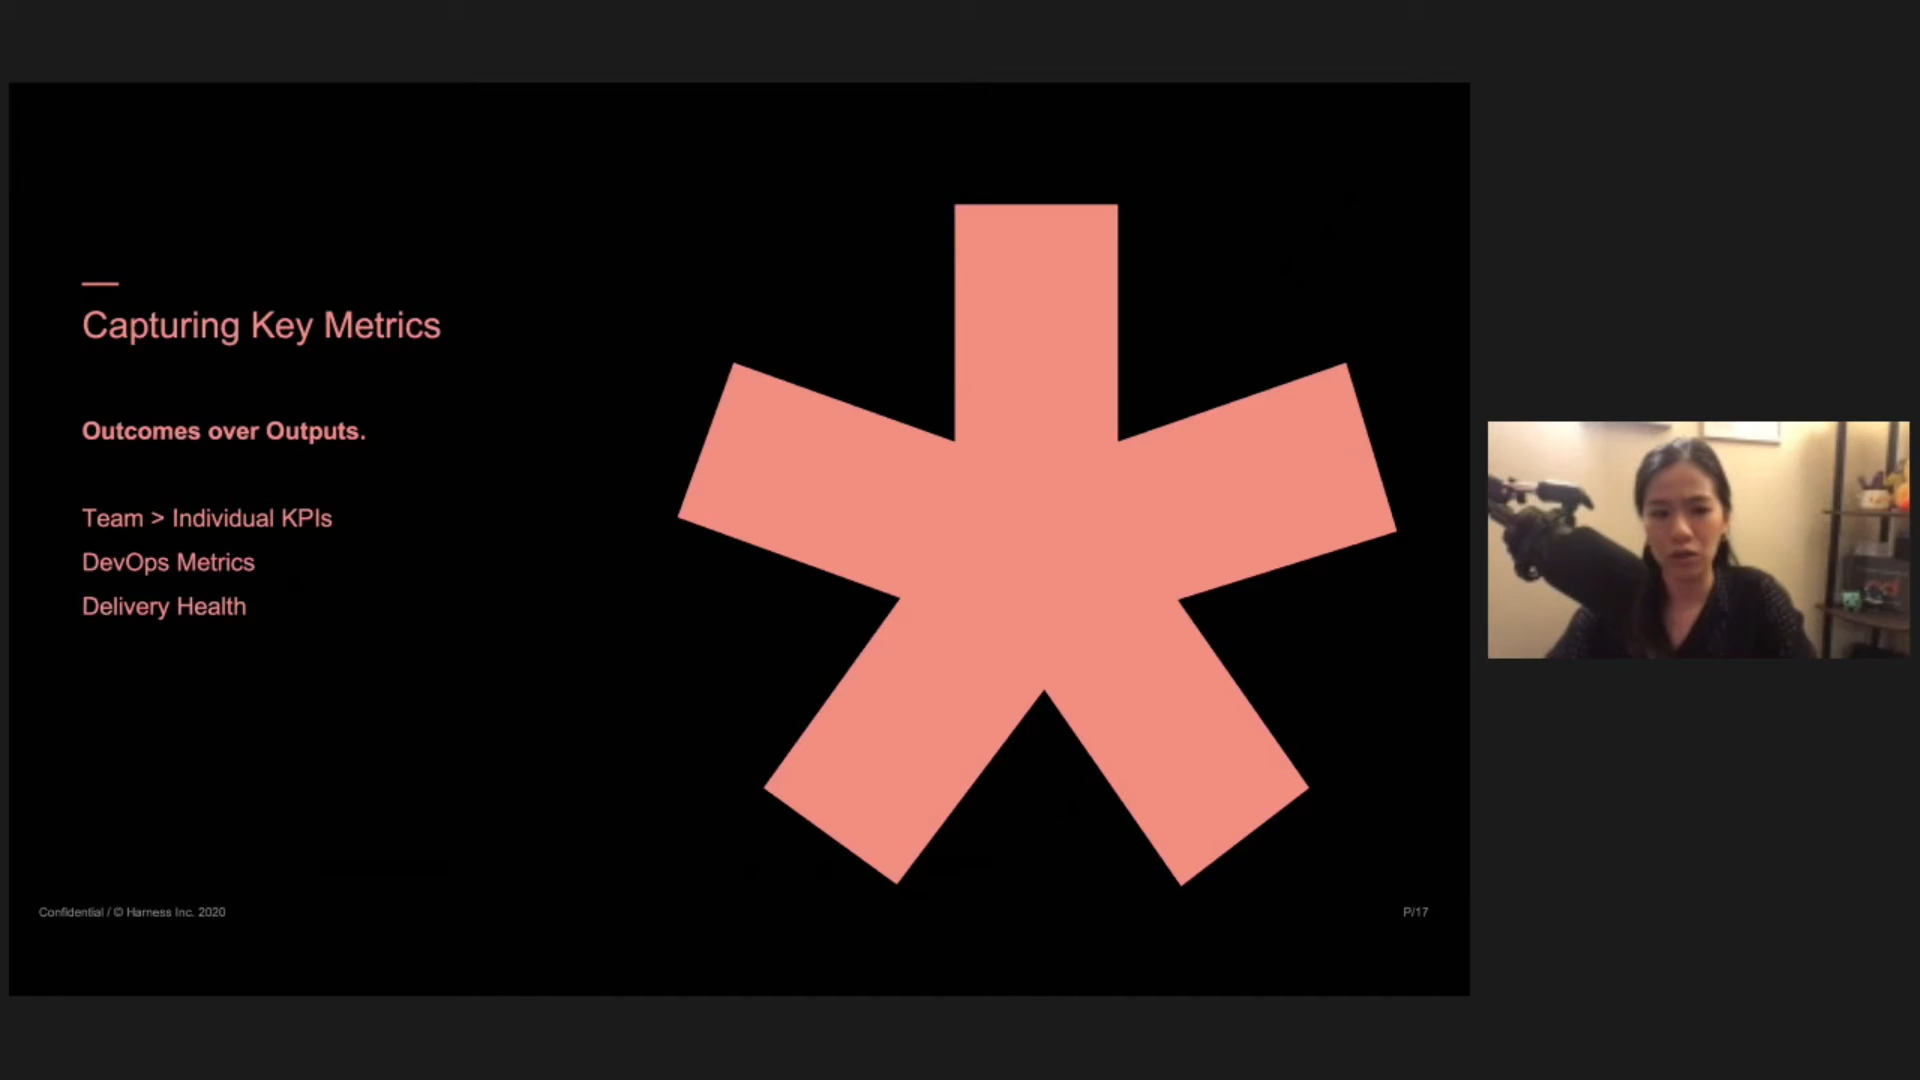 Capturing Key Metrics
Outcomes over Outputs.
Team > Individual KPIs
DevOps Metrics
Delivery Health
Confidential / © Harness Inc. 2020
P/17